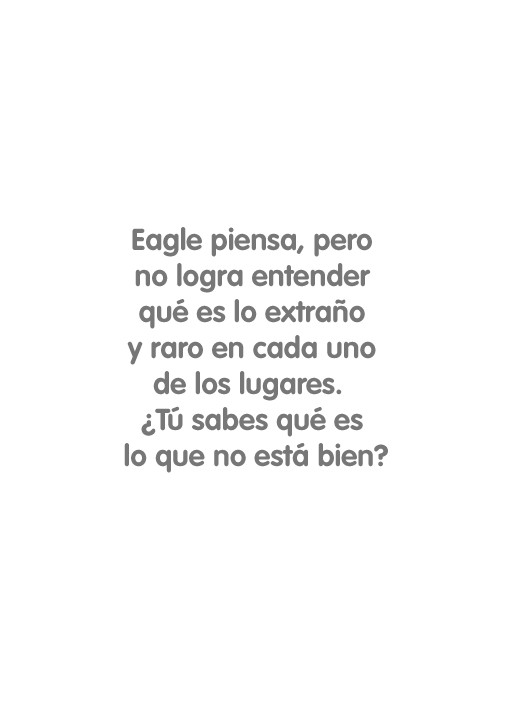 Eagle piensa, pero
no logra entender
qué es lo extraño
y raro en cada uno
de los lugares.
¿Tú sabes qué es
lo que no está bien?